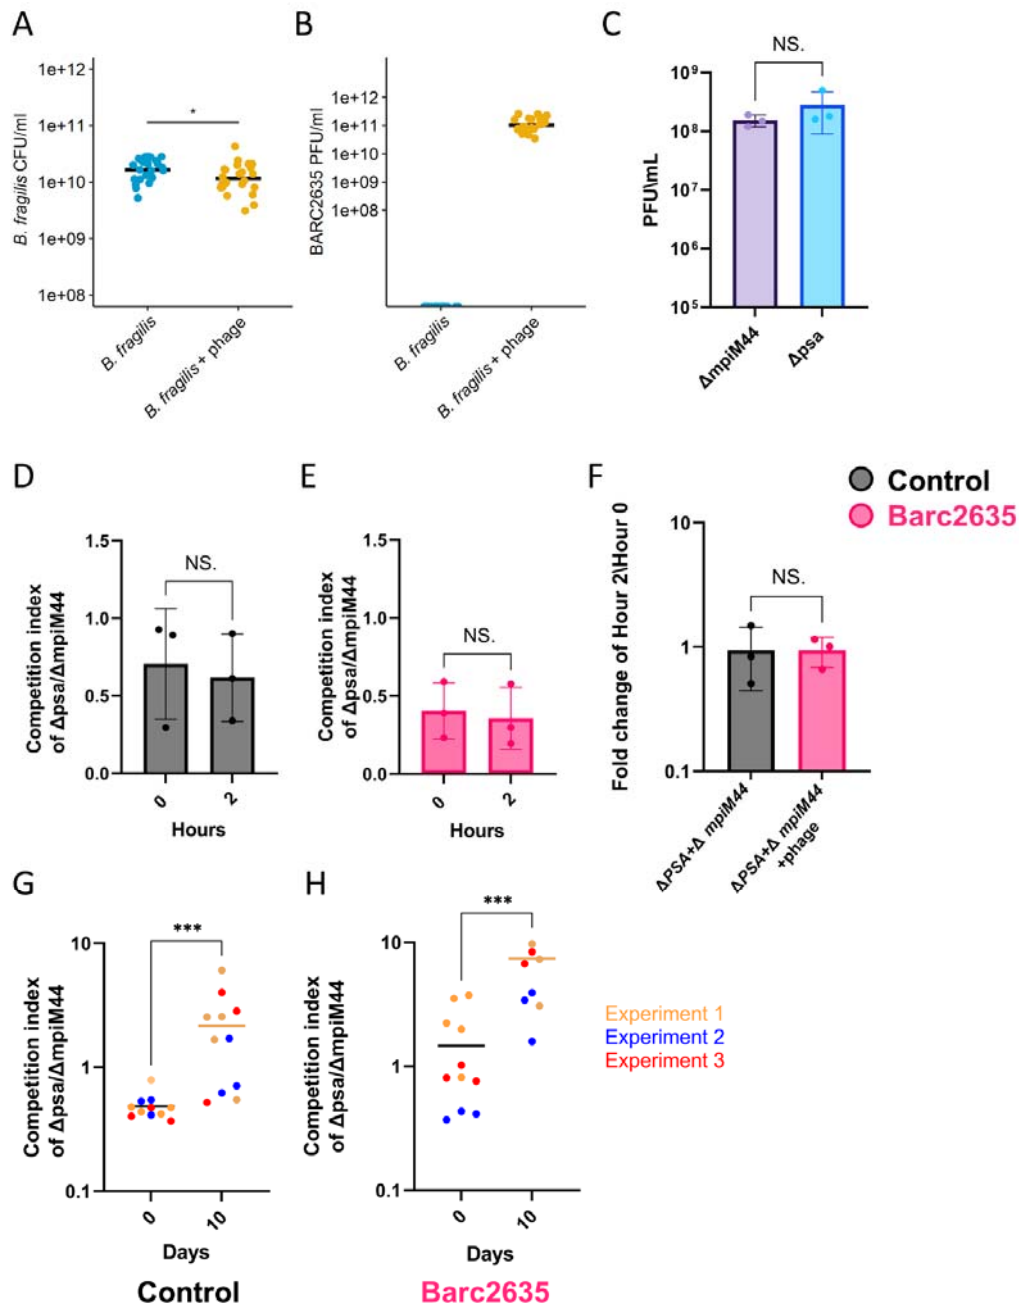 A
B
C
1e+12
1e+11
1e+10
1e+09
1e+08
B. fragilis CFU/ml
*
B. fragilis
B. fragilis + phage
1e+12
1e+11
1e+10
1e+09
1e+08
BARC2635 PFU/ml
B. fragilis
B. fragilis + phage
NS.
10⁹
10⁸
10⁷
10⁶
10⁵
PFU\mL
ΔmpiM44
Δpsa
D
E
F
Control
Barc2635
1.5
1.0
0.5
0.0
Competition index
of Δpsa/ΔmpiM44
NS.
0
2
Hours
1.5
1.0
0.5
0.0
Competition index
of Δpsa/ΔmpiM44
NS.
0
2
Hours
10
1
0.1
Fold change of Hour 2\Hour 0
NS.
ΔPSA+Δ mpiM44
ΔPSA+Δ mpiM44
+phage
G
H
10
1
0.1
Competition index
of Δpsa/ΔmpiM44
***
0
10
Days
Control
10
1
0.1
Competition index
of Δpsa/ΔmpiM44
***
0
10
Days
Barc2635
Experiment 1
Experiment 2
Experiment 3